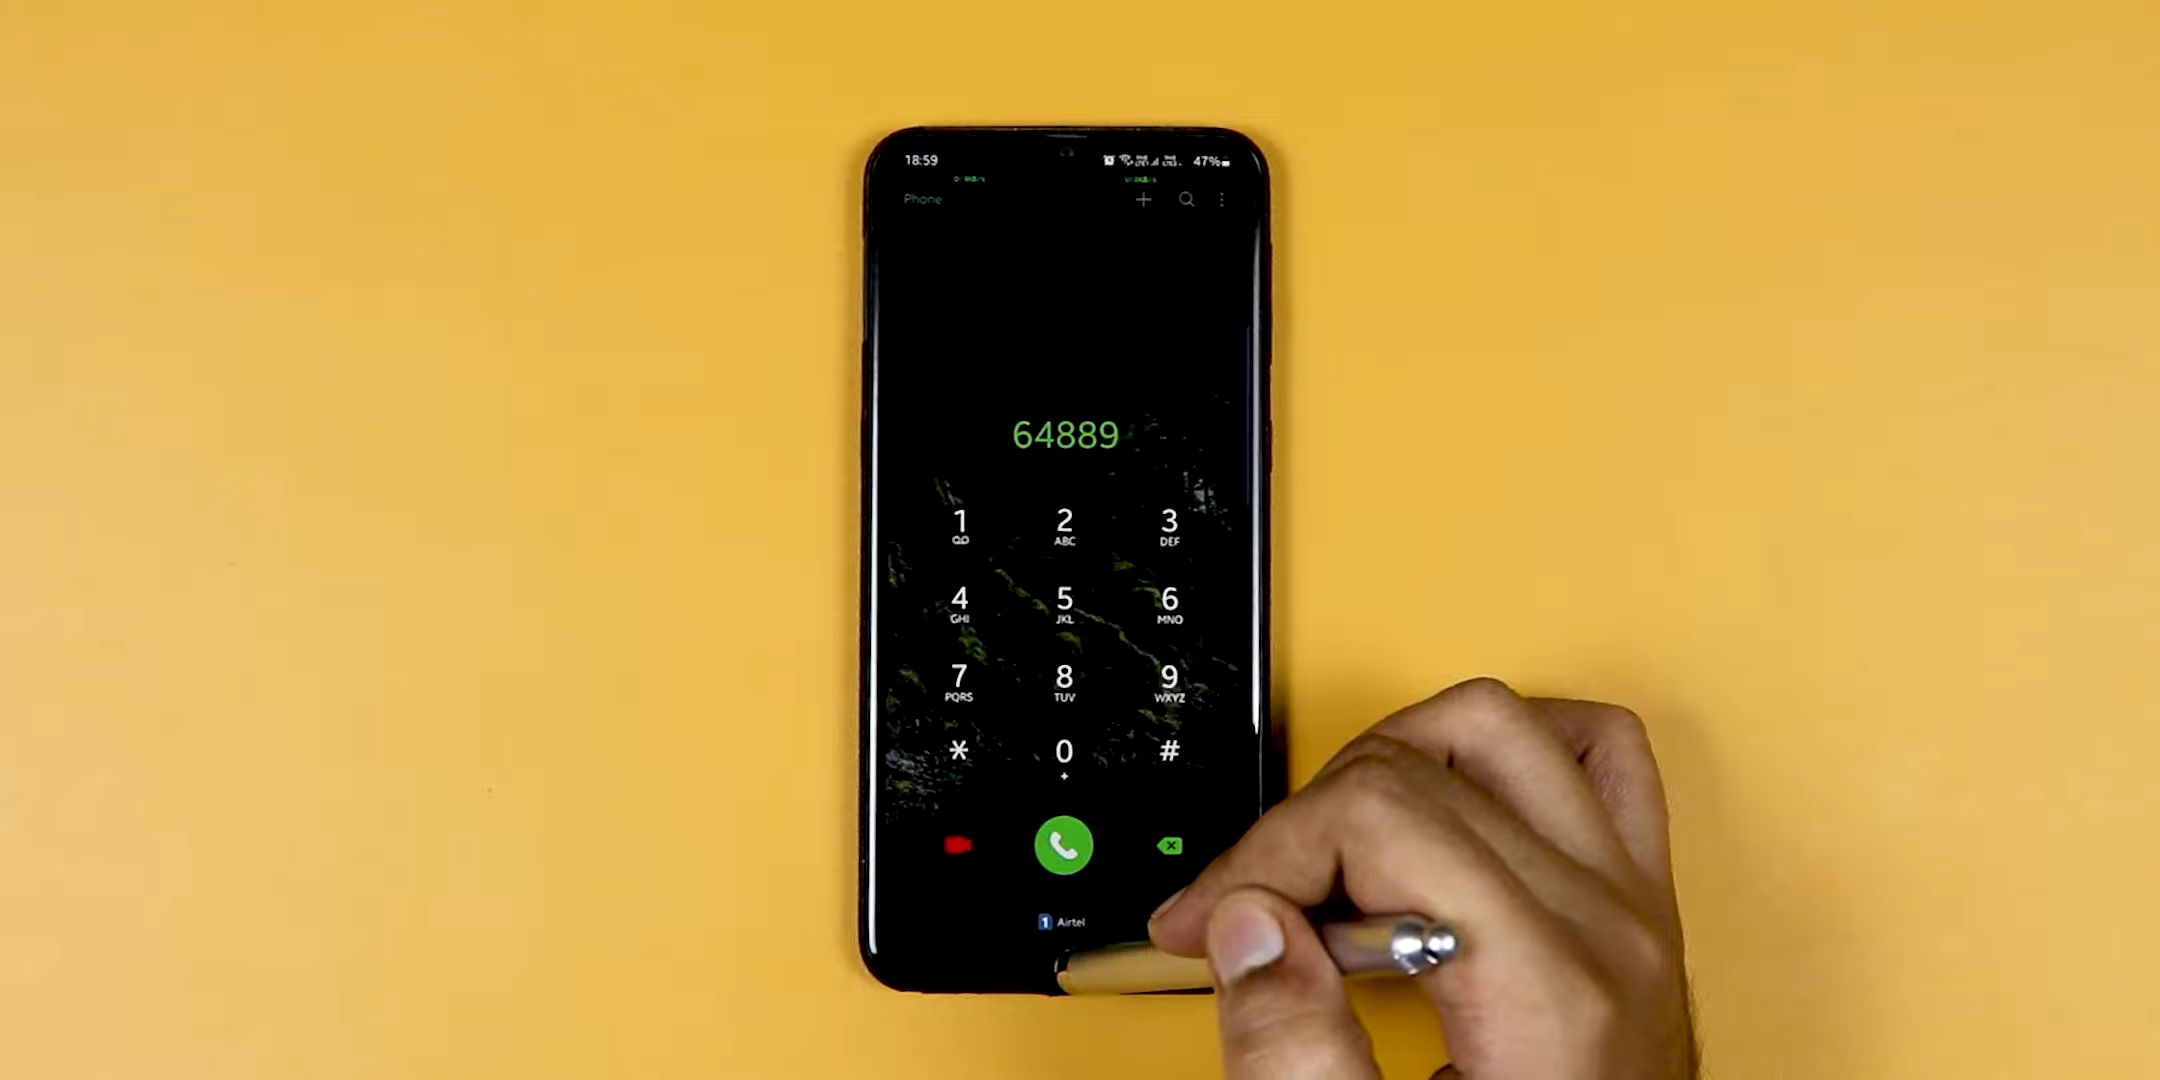 18:59 47%
Phone
64889
1 2 3
ABC DEF
4 5 6
GHI JKL MNO
7 8 9
PQRS TUV WXYZ
* 0 #
+
1 Airtel